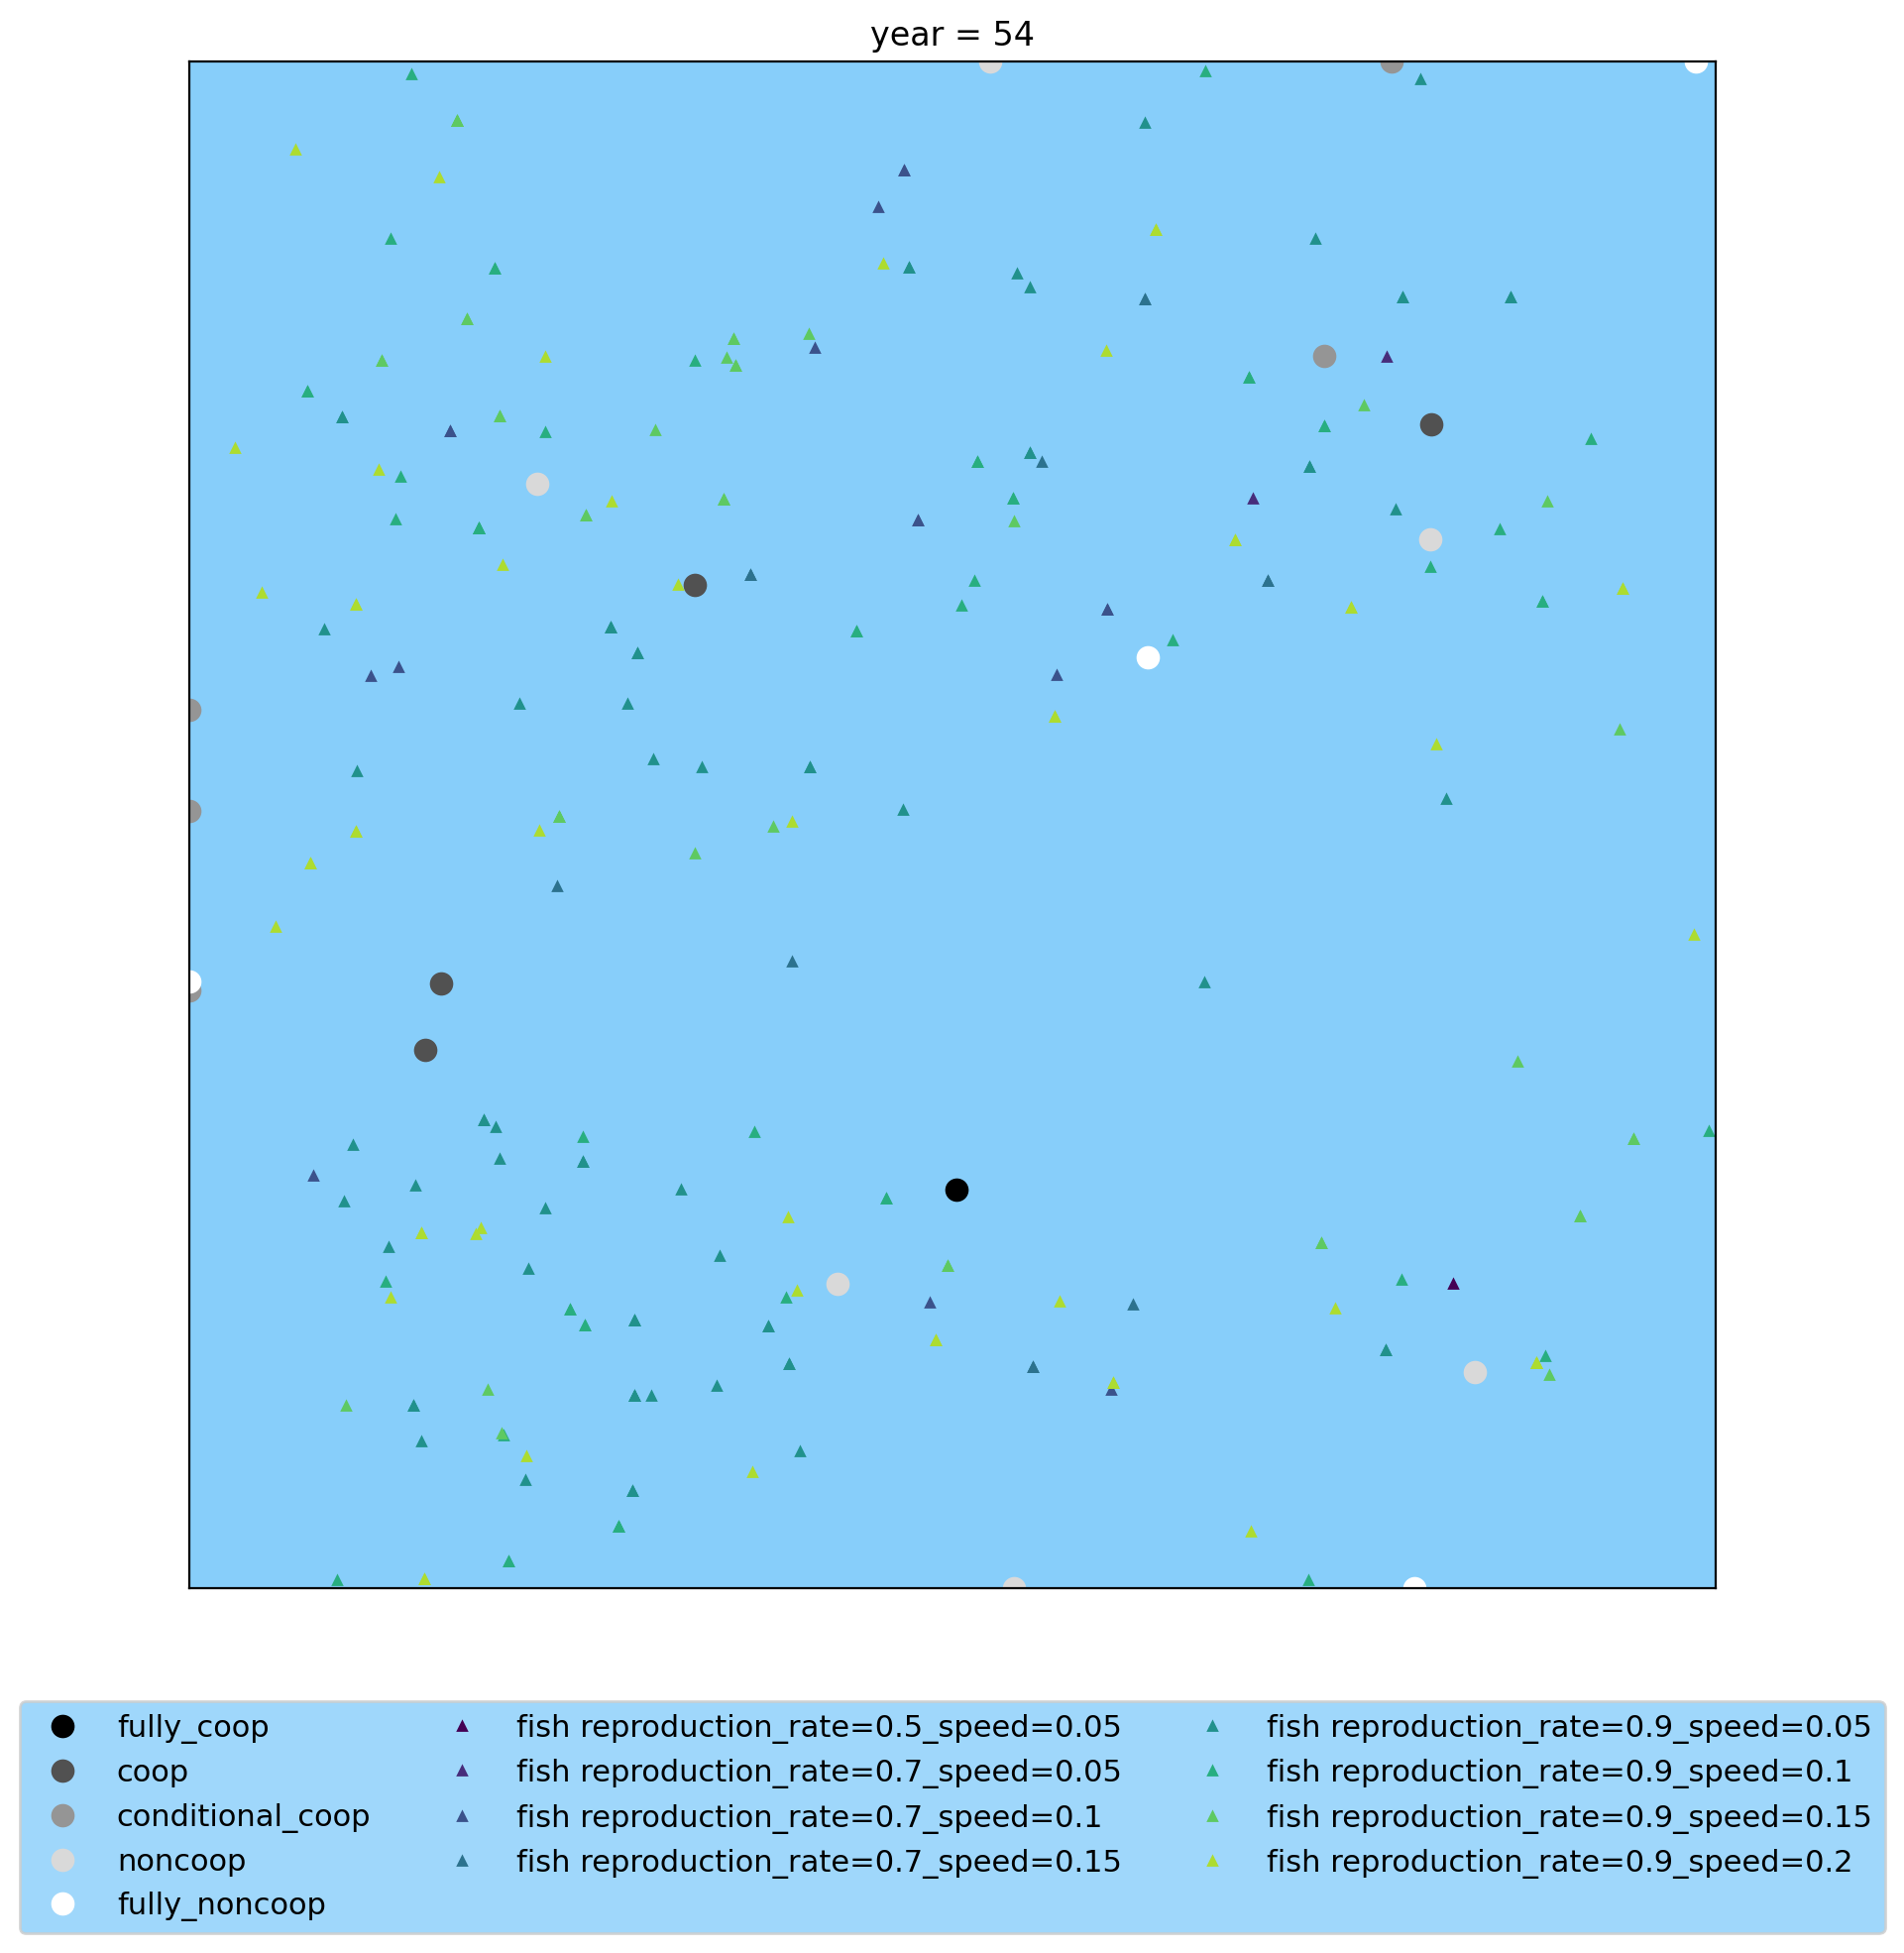 year = 54
fully_coop
coop
conditional_coop
noncoop
fully_noncoop
fish reproduction_rate=0.5_speed=0.05
fish reproduction_rate=0.7_speed=0.05
fish reproduction_rate=0.7_speed=0.1
fish reproduction_rate=0.7_speed=0.15
fish reproduction_rate=0.9_speed=0.05
fish reproduction_rate=0.9_speed=0.1
fish reproduction_rate=0.9_speed=0.15
fish reproduction_rate=0.9_speed=0.2